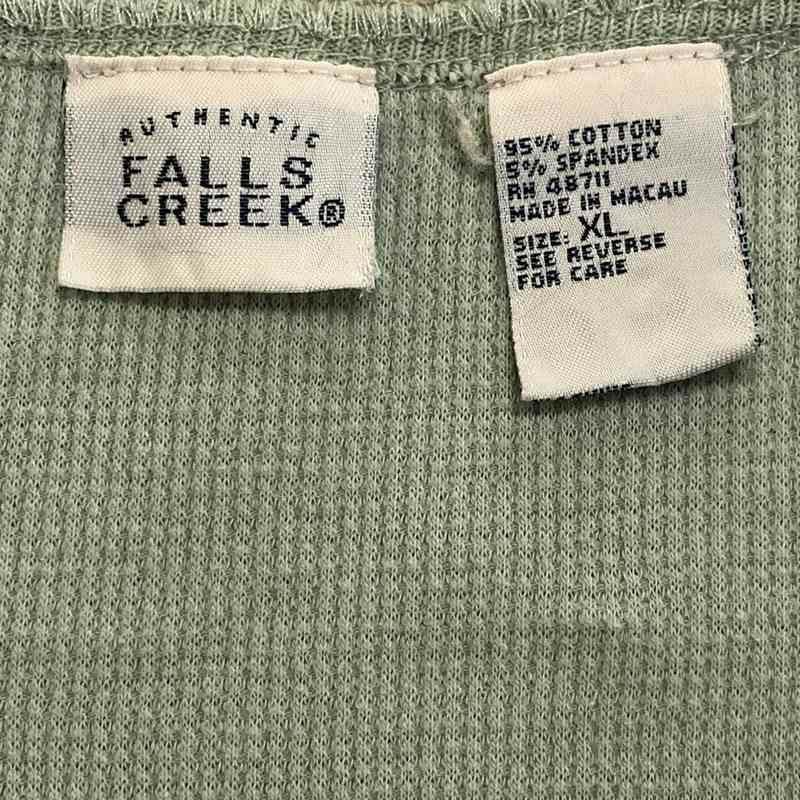 AUTHENTIC
FALLS
CREEK®
95% COTTON
5% SPANDEX
RN 48711
MADE IN MACAU
SIZE: XL
SEE REVERSE
FOR CARE